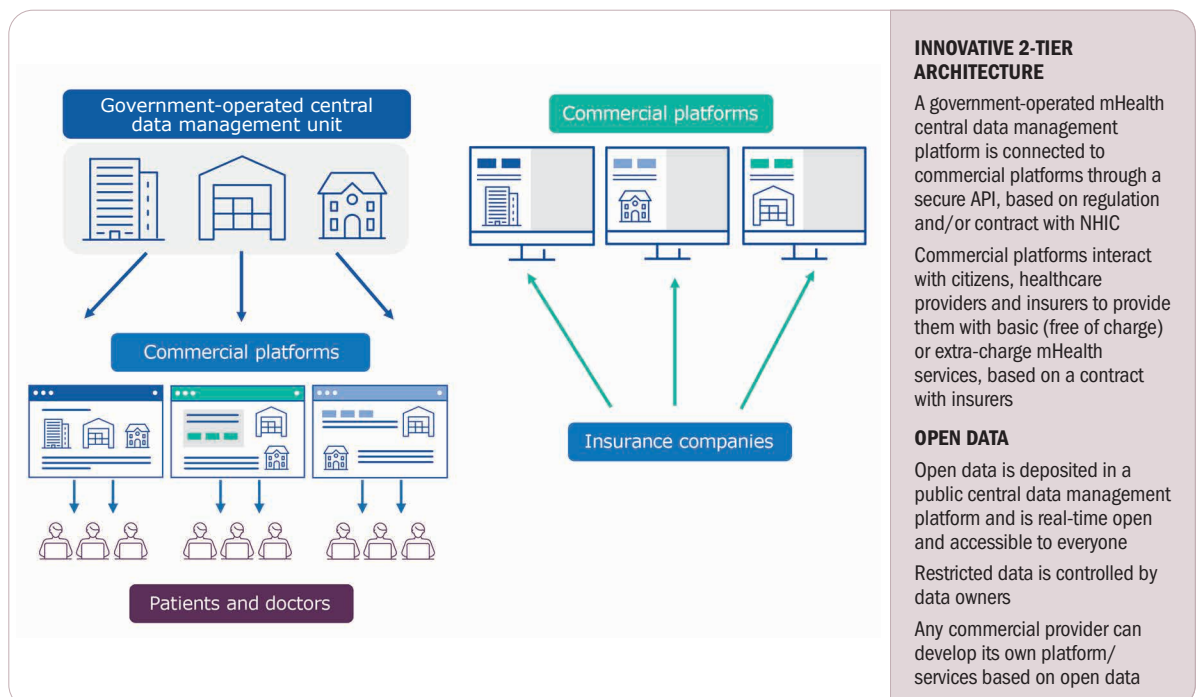 Government-operated central
data management unit
Commercial platforms
Patients and doctors
Commercial platforms
Insurance companies
INNOVATIVE 2-TIER
ARCHITECTURE
A government-operated mHealth
central data management
platform is connected to
commercial platforms through a
secure API, based on regulation
and/or contract with NHIC
Commercial platforms interact
with citizens, healthcare
providers and insurers to provide
them with basic (free of charge)
or extra-charge mHealth
services, based on a contract
with insurers
OPEN DATA
Open data is deposited in a
public central data management
platform and is real-time open
and accessible to everyone
Restricted data is controlled by
data owners
Any commercial provider can
develop its own platform/
services based on open data